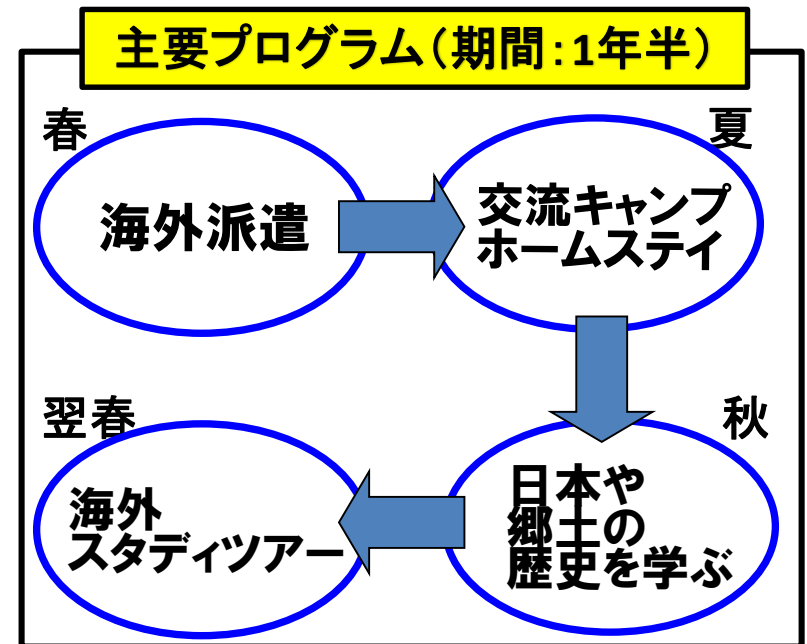 主要プログラム（期間：1年半）
春
海外派遣
夏
交流キャンプ
ホームステイ
秋
日本や
郷土の
歴史を学ぶ
翌春
海外
スタディツアー